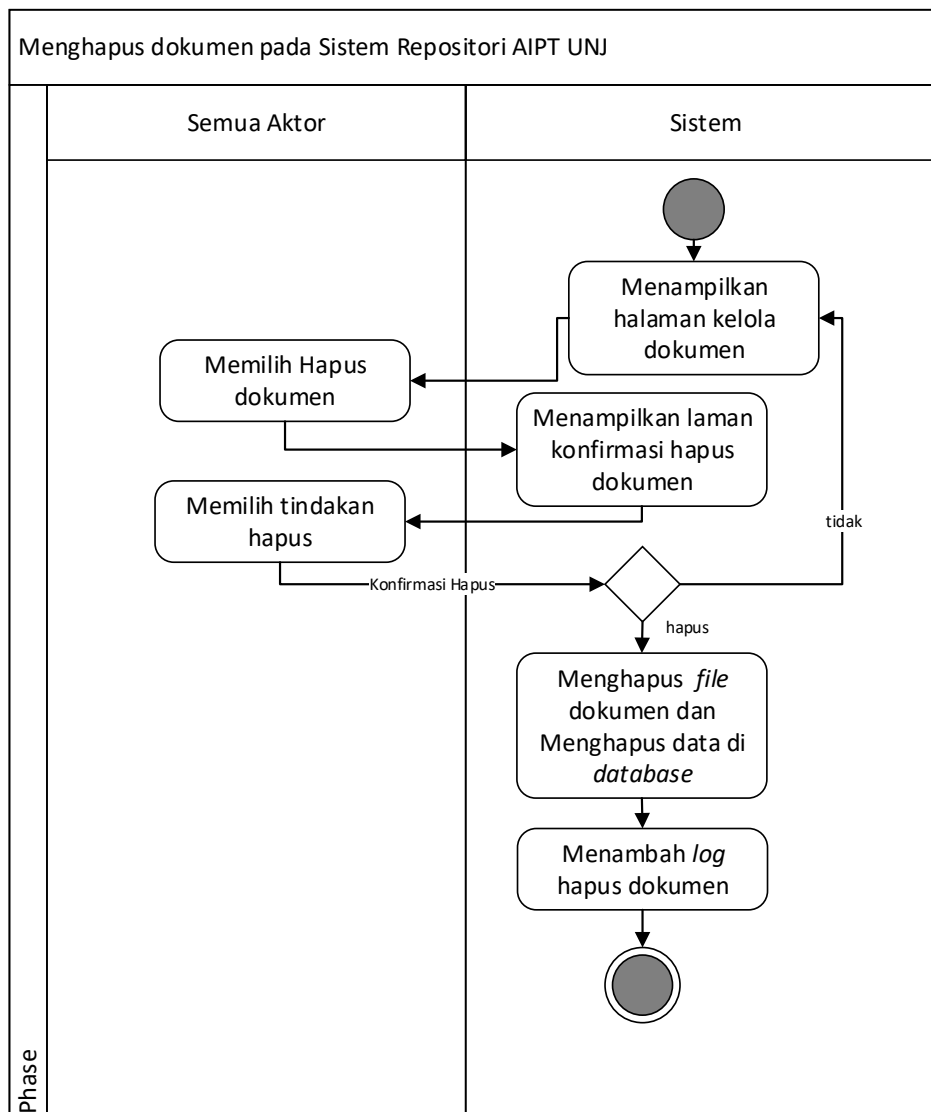 Menghapus dokumen pada Sistem Repositori AIPT UNJ
Semua Aktor
Sistem
Menampilkan
halaman kelola
dokumen
Memilih Hapus
dokumen
Menampilkan laman
konfirmasi hapus
dokumen
Memilih tindakan
hapus
tidak
Konfirmasi Hapus
hapus
Menghapus file
dokumen dan
Menghapus data di
database
Menambah log
hapus dokumen
Phase